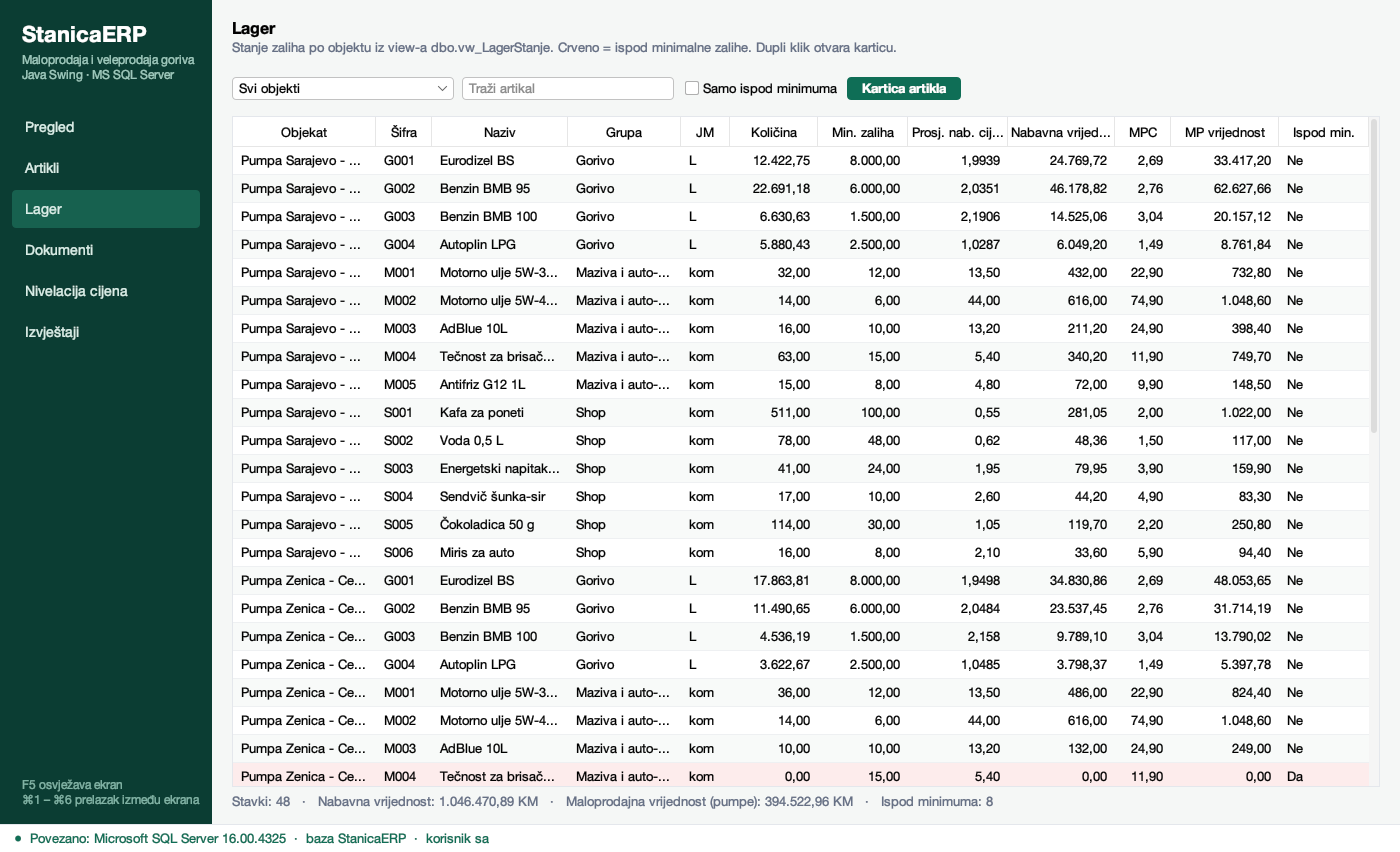 StanicaERP
Maloprodaja i veleprodaja goriva
Java Swing · MS SQL Server
Pregled
Artikli
Lager
Dokumenti
Nivelacija cijena
Izvještaji
F5 osvježava ekran
⌘1 – ⌘6 prelazak između ekrana
Lager
Stanje zaliha po objektu iz view-a dbo.vw_LagerStanje. Crveno = ispod minimalne zalihe. Dupli klik otvara karticu.
Svi objekti Traži artikal Samo ispod minimuma Kartica artikla
Objekat Šifra Naziv Grupa JM Količina Min. zaliha Prosj. nab. cij... Nabavna vrijed... MPC MP vrijednost Ispod min.
Pumpa Sarajevo - ... G001 Eurodizel BS Gorivo L 12.422,75 8.000,00 1,9939 24.769,72 2,69 33.417,20 Ne
Pumpa Sarajevo - ... G002 Benzin BMB 95 Gorivo L 22.691,18 6.000,00 2,0351 46.178,82 2,76 62.627,66 Ne
Pumpa Sarajevo - ... G003 Benzin BMB 100 Gorivo L 6.630,63 1.500,00 2,1906 14.525,06 3,04 20.157,12 Ne
Pumpa Sarajevo - ... G004 Autoplin LPG Gorivo L 5.880,43 2.500,00 1,0287 6.049,20 1,49 8.761,84 Ne
Pumpa Sarajevo - ... M001 Motorno ulje 5W-3... Maziva i auto-... kom 32,00 12,00 13,50 432,00 22,90 732,80 Ne
Pumpa Sarajevo - ... M002 Motorno ulje 5W-4... Maziva i auto-... kom 14,00 6,00 44,00 616,00 74,90 1.048,60 Ne
Pumpa Sarajevo - ... M003 AdBlue 10L Maziva i auto-... kom 16,00 10,00 13,20 211,20 24,90 398,40 Ne
Pumpa Sarajevo - ... M004 Tečnost za brisač... Maziva i auto-... kom 63,00 15,00 5,40 340,20 11,90 749,70 Ne
Pumpa Sarajevo - ... M005 Antifriz G12 1L Maziva i auto-... kom 15,00 8,00 4,80 72,00 9,90 148,50 Ne
Pumpa Sarajevo - ... S001 Kafa za poneti Shop kom 511,00 100,00 0,55 281,05 2,00 1.022,00 Ne
Pumpa Sarajevo - ... S002 Voda 0,5 L Shop kom 78,00 48,00 0,62 48,36 1,50 117,00 Ne
Pumpa Sarajevo - ... S003 Energetski napitak... Shop kom 41,00 24,00 1,95 79,95 3,90 159,90 Ne
Pumpa Sarajevo - ... S004 Sendvič šunka-sir Shop kom 17,00 10,00 2,60 44,20 4,90 83,30 Ne
Pumpa Sarajevo - ... S005 Čokoladica 50 g Shop kom 114,00 30,00 1,05 119,70 2,20 250,80 Ne
Pumpa Sarajevo - ... S006 Miris za auto Shop kom 16,00 8,00 2,10 33,60 5,90 94,40 Ne
Pumpa Zenica - Ce... G001 Eurodizel BS Gorivo L 17.863,81 8.000,00 1,9498 34.830,86 2,69 48.053,65 Ne
Pumpa Zenica - Ce... G002 Benzin BMB 95 Gorivo L 11.490,65 6.000,00 2,0484 23.537,45 2,76 31.714,19 Ne
Pumpa Zenica - Ce... G003 Benzin BMB 100 Gorivo L 4.536,19 1.500,00 2,158 9.789,10 3,04 13.790,02 Ne
Pumpa Zenica - Ce... G004 Autoplin LPG Gorivo L 3.622,67 2.500,00 1,0485 3.798,37 1,49 5.397,78 Ne
Pumpa Zenica - Ce... M001 Motorno ulje 5W-3... Maziva i auto-... kom 36,00 12,00 13,50 486,00 22,90 824,40 Ne
Pumpa Zenica - Ce... M002 Motorno ulje 5W-4... Maziva i auto-... kom 14,00 6,00 44,00 616,00 74,90 1.048,60 Ne
Pumpa Zenica - Ce... M003 AdBlue 10L Maziva i auto-... kom 10,00 10,00 13,20 132,00 24,90 249,00 Ne
Pumpa Zenica - Ce... M004 Tečnost za brisač... Maziva i auto-... kom 0,00 15,00 5,40 0,00 11,90 0,00 Da
Stavki: 48 · Nabavna vrijednost: 1.046.470,89 KM · Maloprodajna vrijednost (pumpe): 394.522,96 KM · Ispod minimuma: 8
Povezano: Microsoft SQL Server 16.00.4325 · baza StanicaERP · korisnik sa